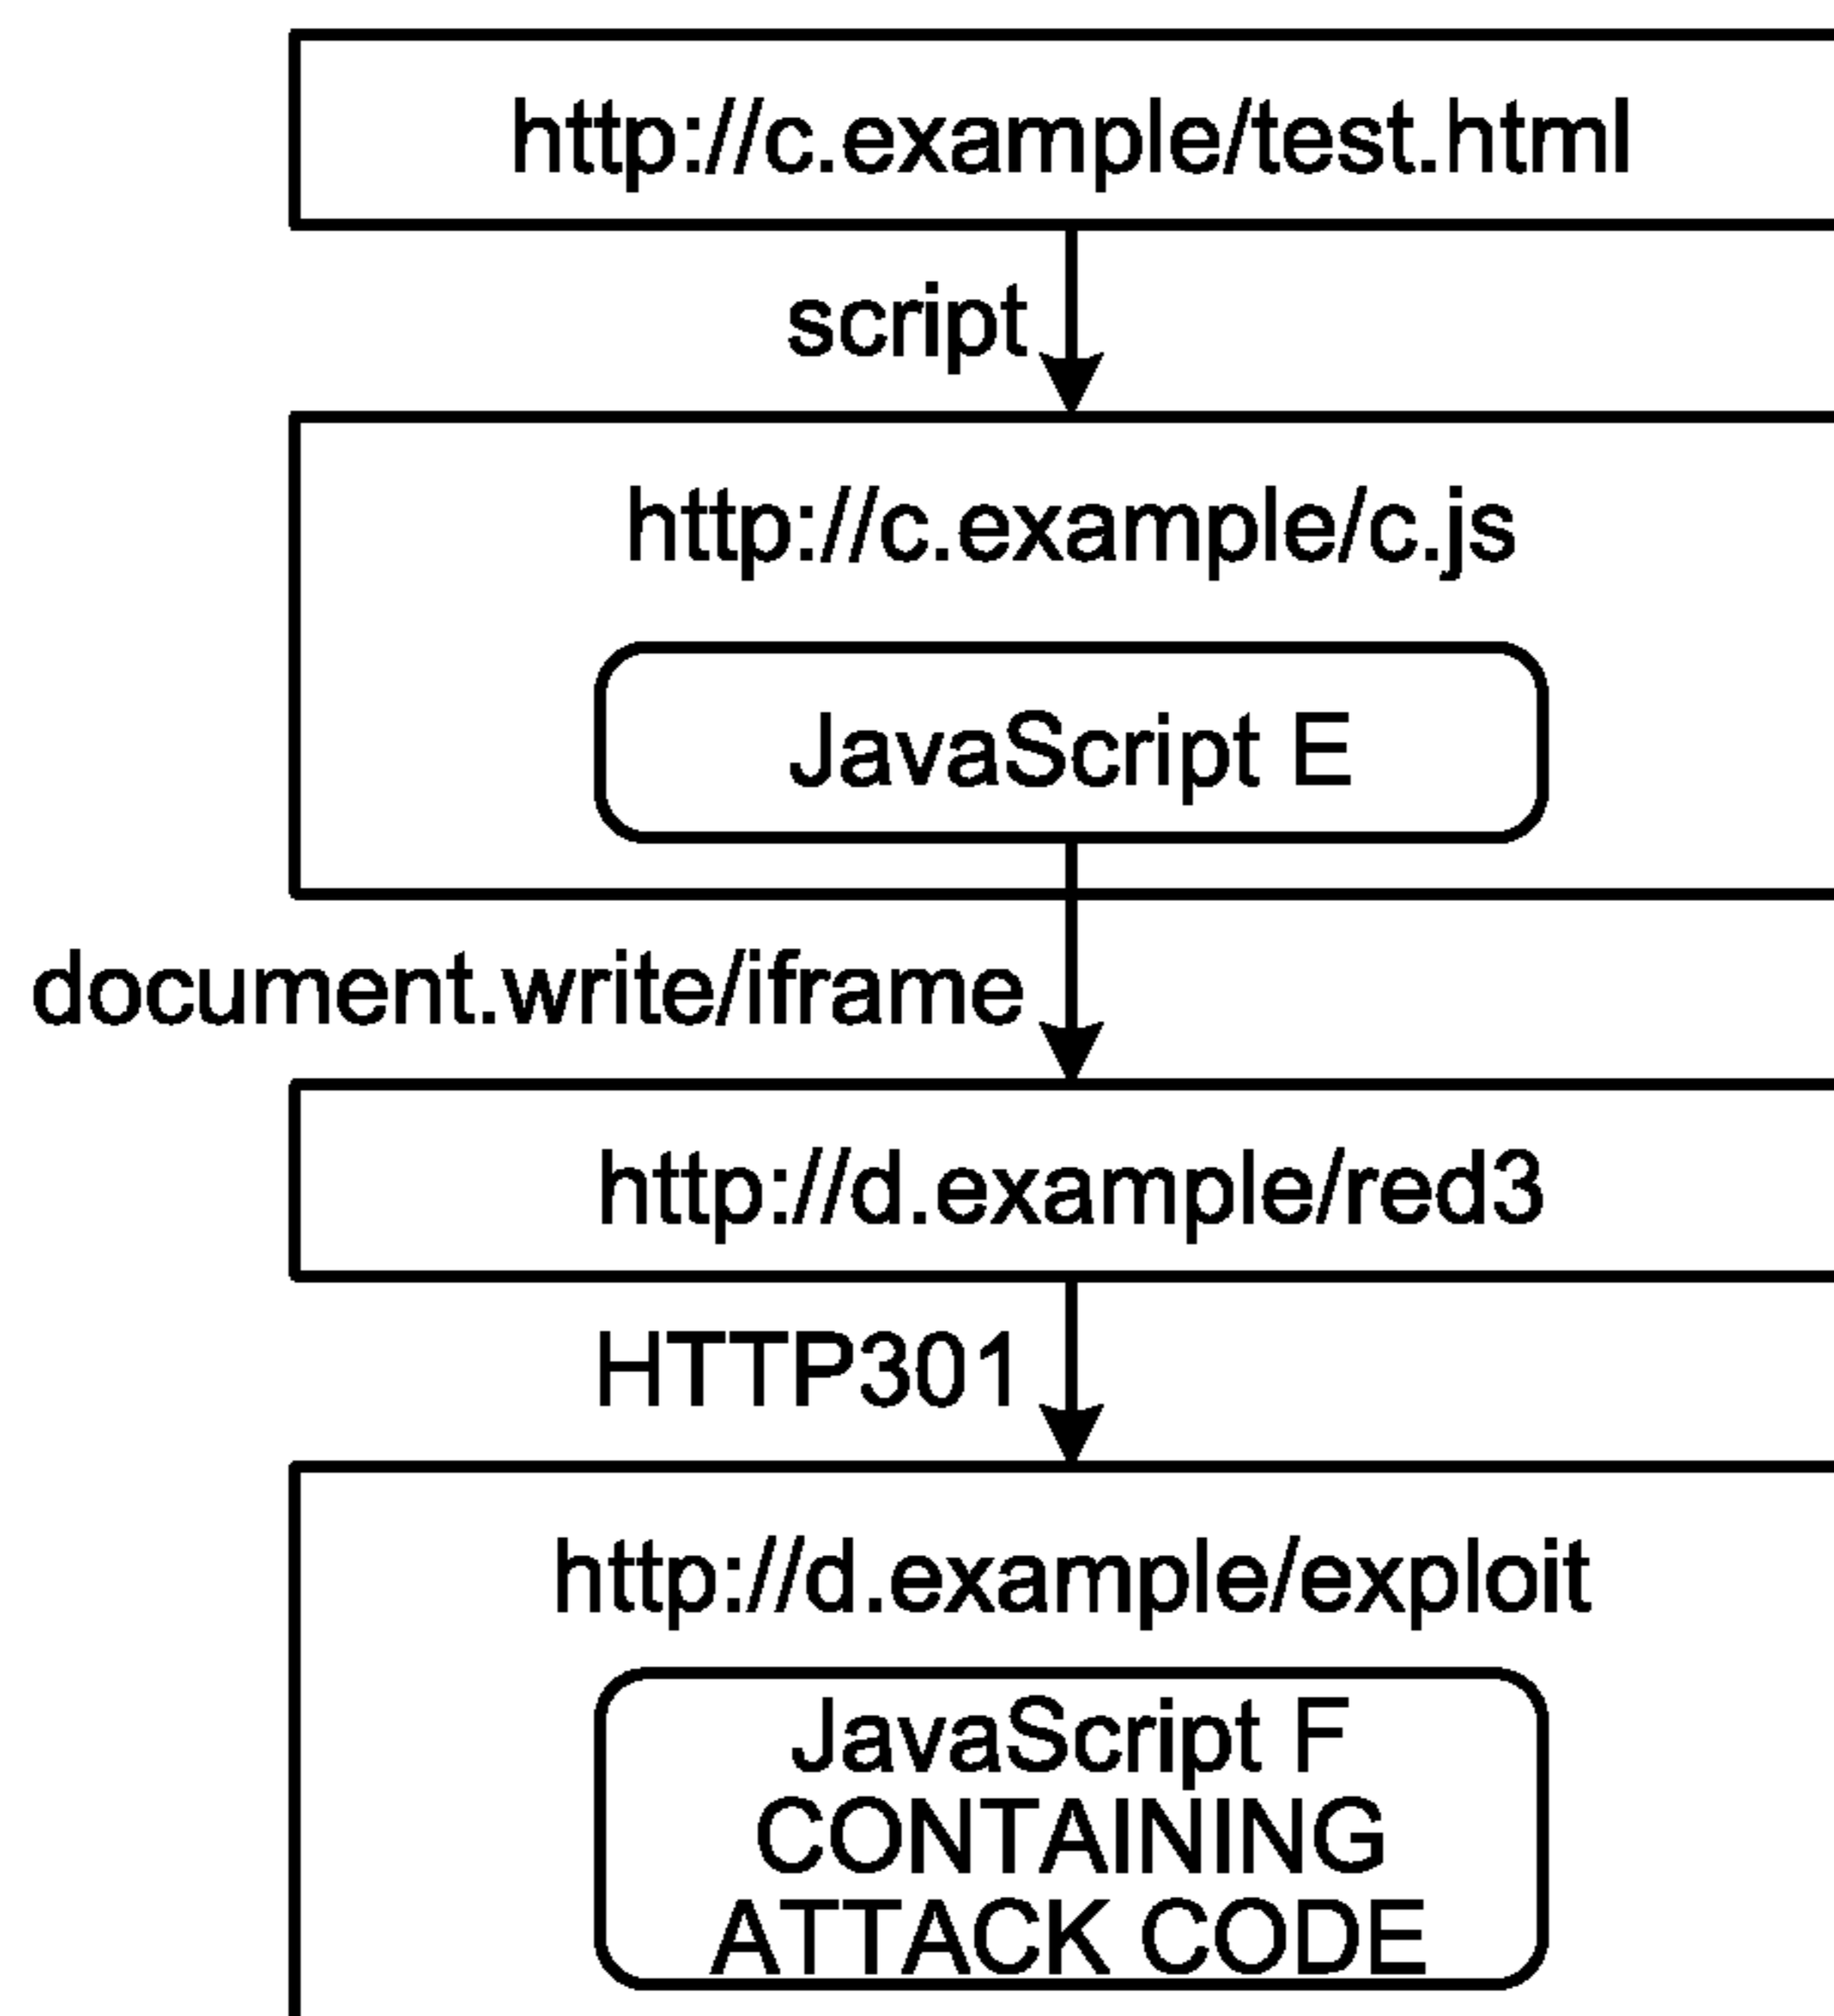 http://c.example/test.html
script
http://c.example/c.js
JavaScript E
document.write/iframe
http://d.example/red3
HTTP301
http://d.example/exploit
JavaScript F
CONTAINING
ATTACK CODE